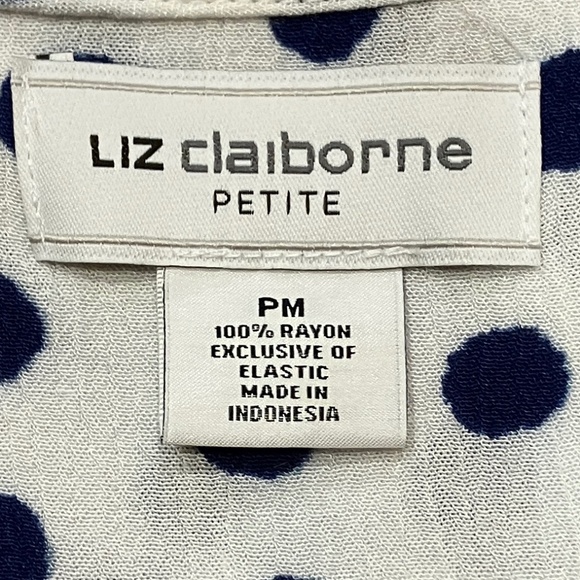 LIZ claiborne
PETITE
PM
100% RAYON
EXCLUSIVE OF
ELASTIC
MADE IN
INDONESIA